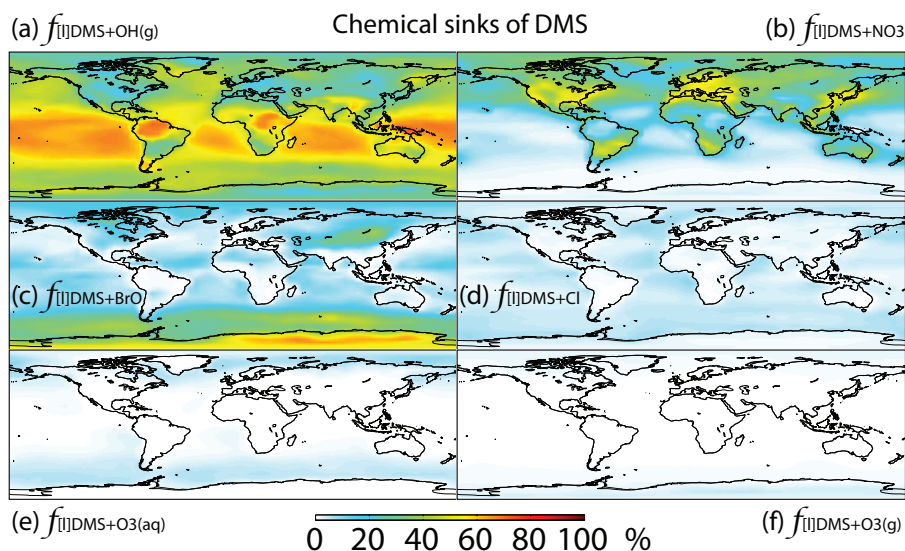 (a) f[l]DMS+OH(g)
Chemical sinks of DMS
(b) f[l]DMS+NO3
(c) f[l]DMS+BrO
(d) f[l]DMS+Cl
(e) f[l]DMS+O3(aq)
0 20 40 60 80 100 %
(f) f[l]DMS+O3(g)